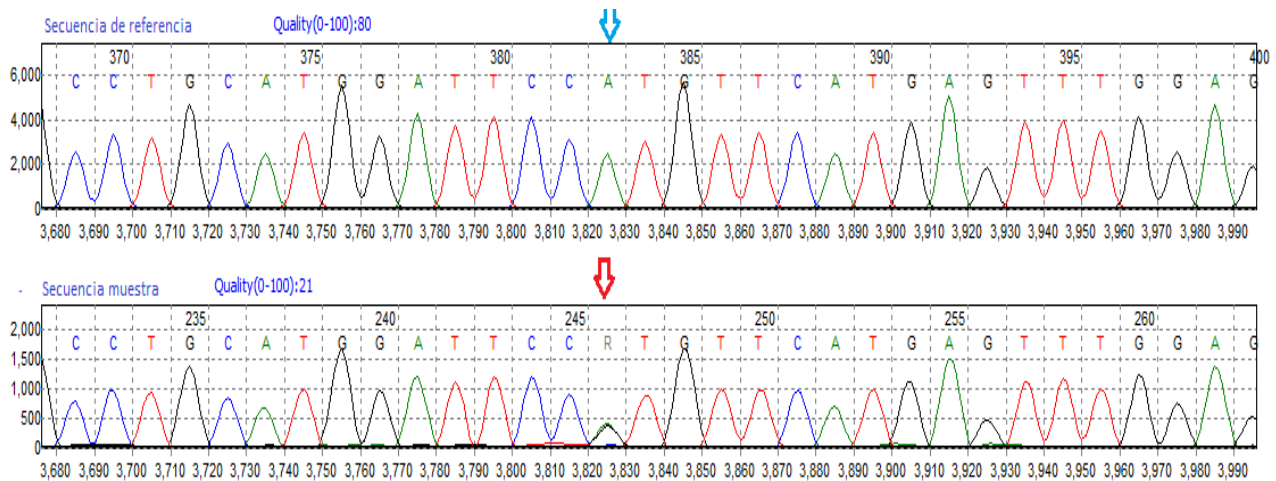 Secuencia de referencia Quality(0-100):80
370 375 380 385 390 395 400
6,000
C C T G C A T G G A T T C C A T G T T C A T G A G T T T G G A G
4,000
2,000
0
3,680 3,690 3,700 3,710 3,720 3,730 3,740 3,750 3,760 3,770 3,780 3,790 3,800 3,810 3,820 3,830 3,840 3,850 3,860 3,870 3,880 3,890 3,900 3,910 3,920 3,930 3,940 3,950 3,960 3,970 3,980 3,990
- Secuencia muestra Quality(0-100):21
235 240 245 250 255 260
2,000
C C T G C A T G G A T T C C R T G T T C A T G A G T T T G G A G
1,500
1,000
500
0
3,680 3,690 3,700 3,710 3,720 3,730 3,740 3,750 3,760 3,770 3,780 3,790 3,800 3,810 3,820 3,830 3,840 3,850 3,860 3,870 3,880 3,890 3,900 3,910 3,920 3,930 3,940 3,950 3,960 3,970 3,980 3,990